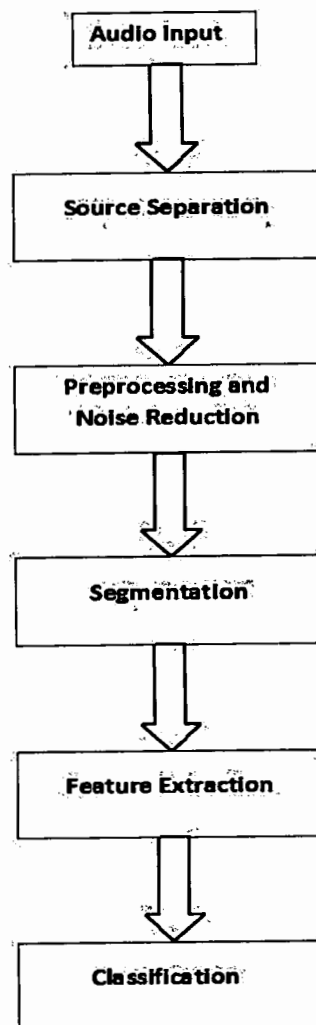 Audio Input
Source Separation
Preprocessing and
Noise Reduction
Segmentation
Feature Extraction
Classification